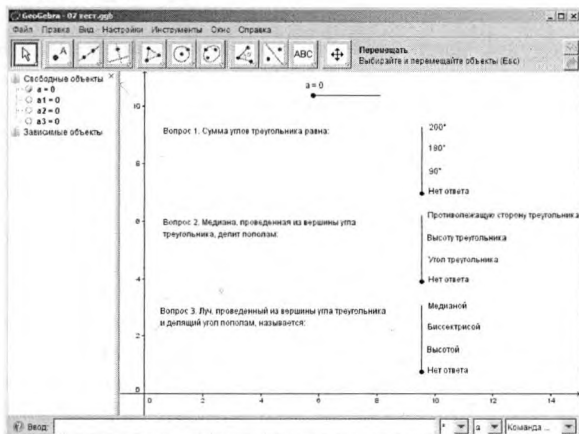 GeoGebra - 07 тест.ggb
Файл Правка Вид Настройки Инструменты Окно Справка
A
ABC
Перемещать
Выбирайте и перемещайте объекты (Esc)
Свободные объекты
a = 0
a1 = 0
a2 = 0
a3 = 0
Зависимые объекты
a = 0
10
Вопрос 1. Сумма углов треугольника равна:
200°
180°
90°
Нет ответа
8
6
Вопрос 2. Медиана, проведенная из вершины угла
треугольника, делит пополам:
Противолежащую сторону треугольника
Высоту треугольника
Угол треугольника
Нет ответа
4
Вопрос 3. Луч, проведенный из вершины угла треугольника
и делящий угол пополам, называется:
Медианой
Биссектрисой
Высотой
Нет ответа
2
0
0 2 4 6 8 10 12 14
Ввод:
° a Команда ...